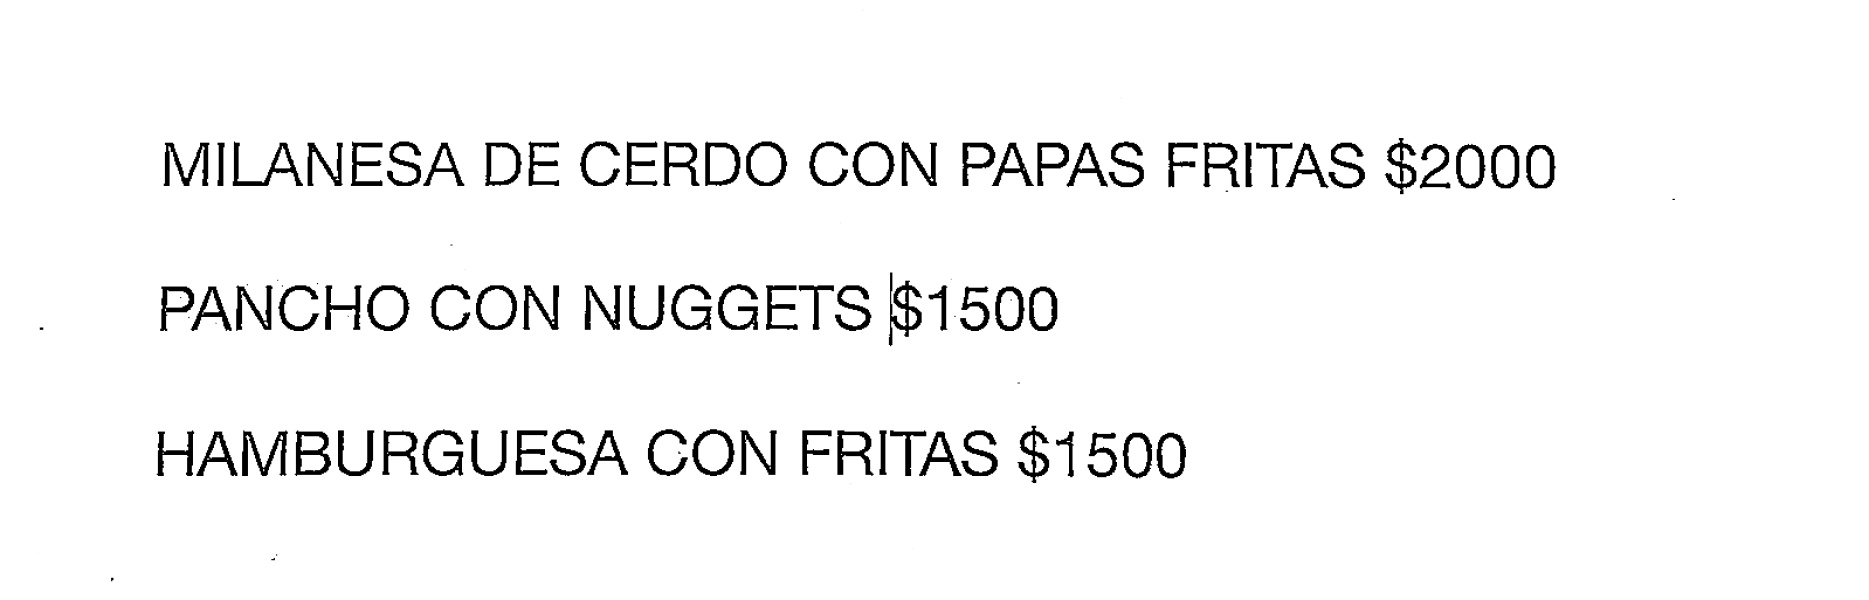 MILANESA DE CERDO CON PAPAS FRITAS $2000
PANCHO CON NUGGETS $1500
HAMBURGUESA CON FRITAS $1500